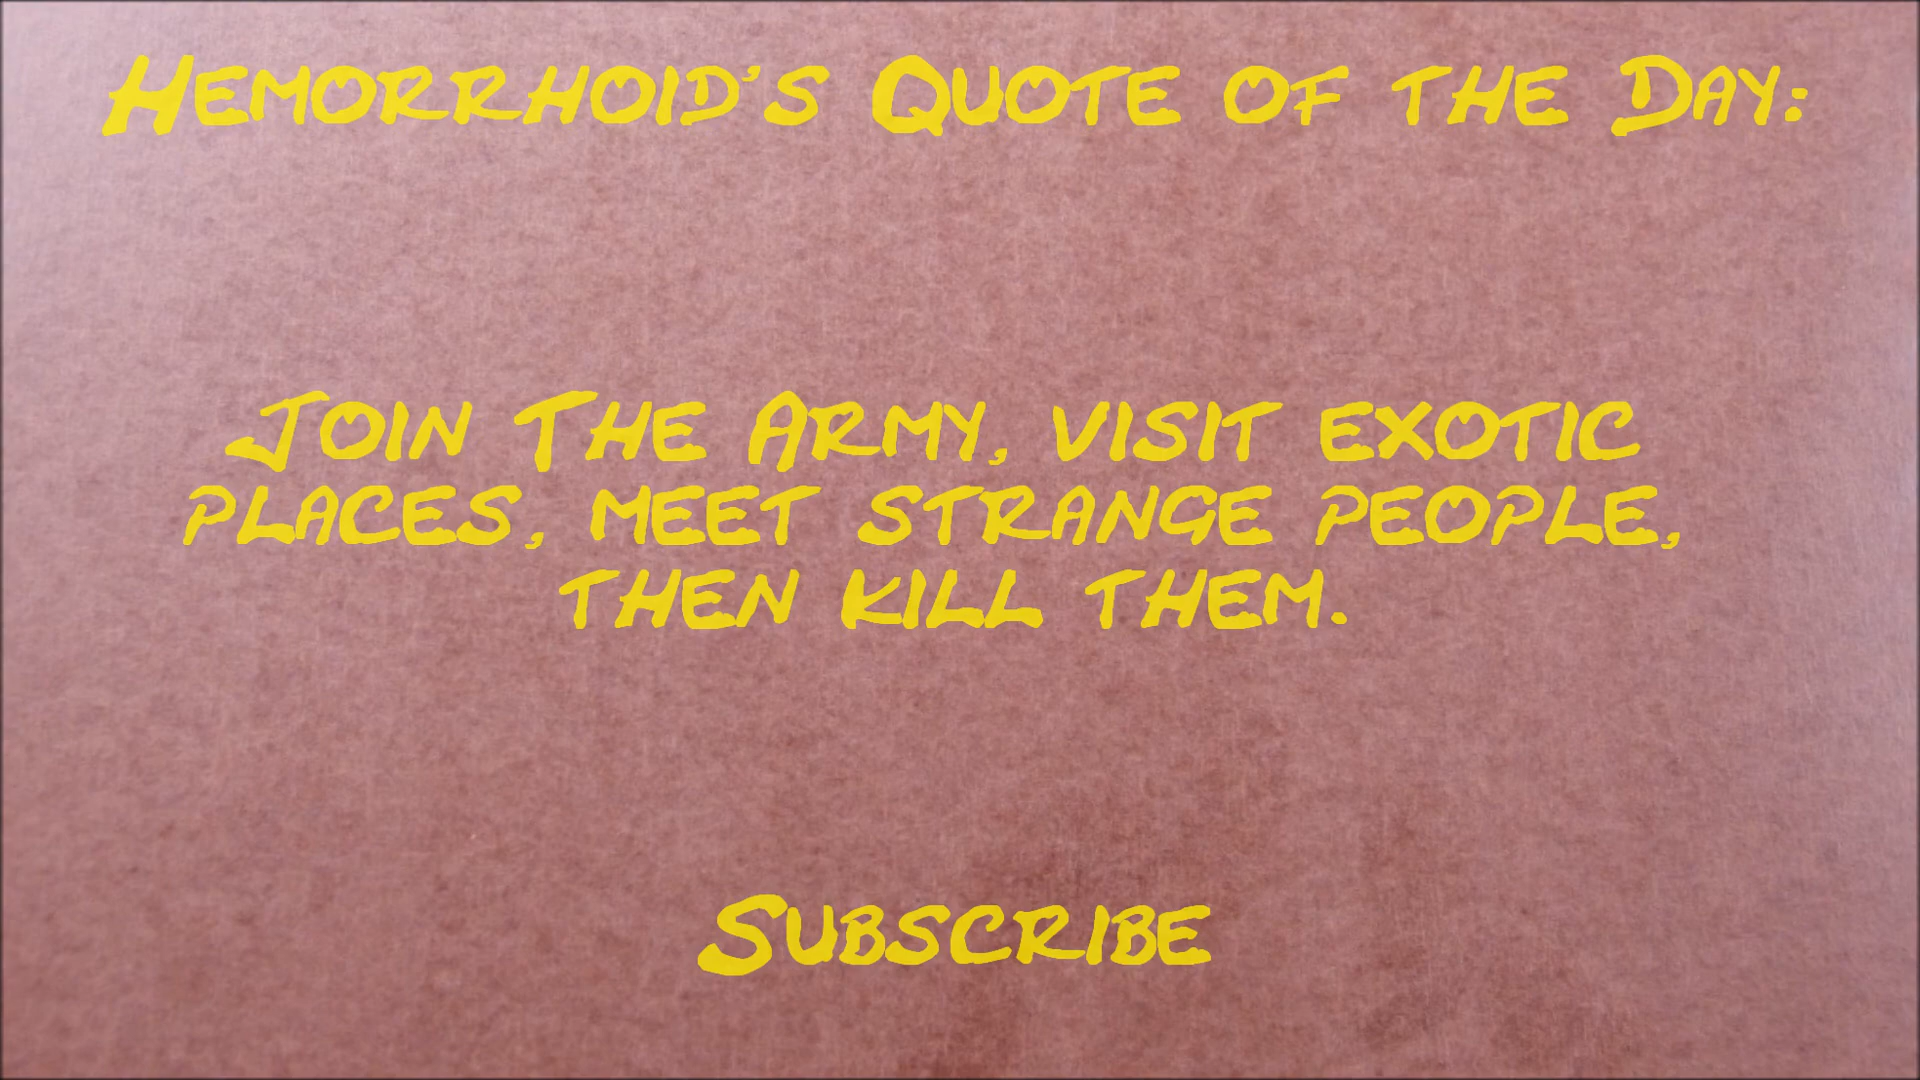 Hemorrhoid's Quote of the Day:
Join The Army, visit exotic
places, meet strange people,
then kill them.
Subscribe